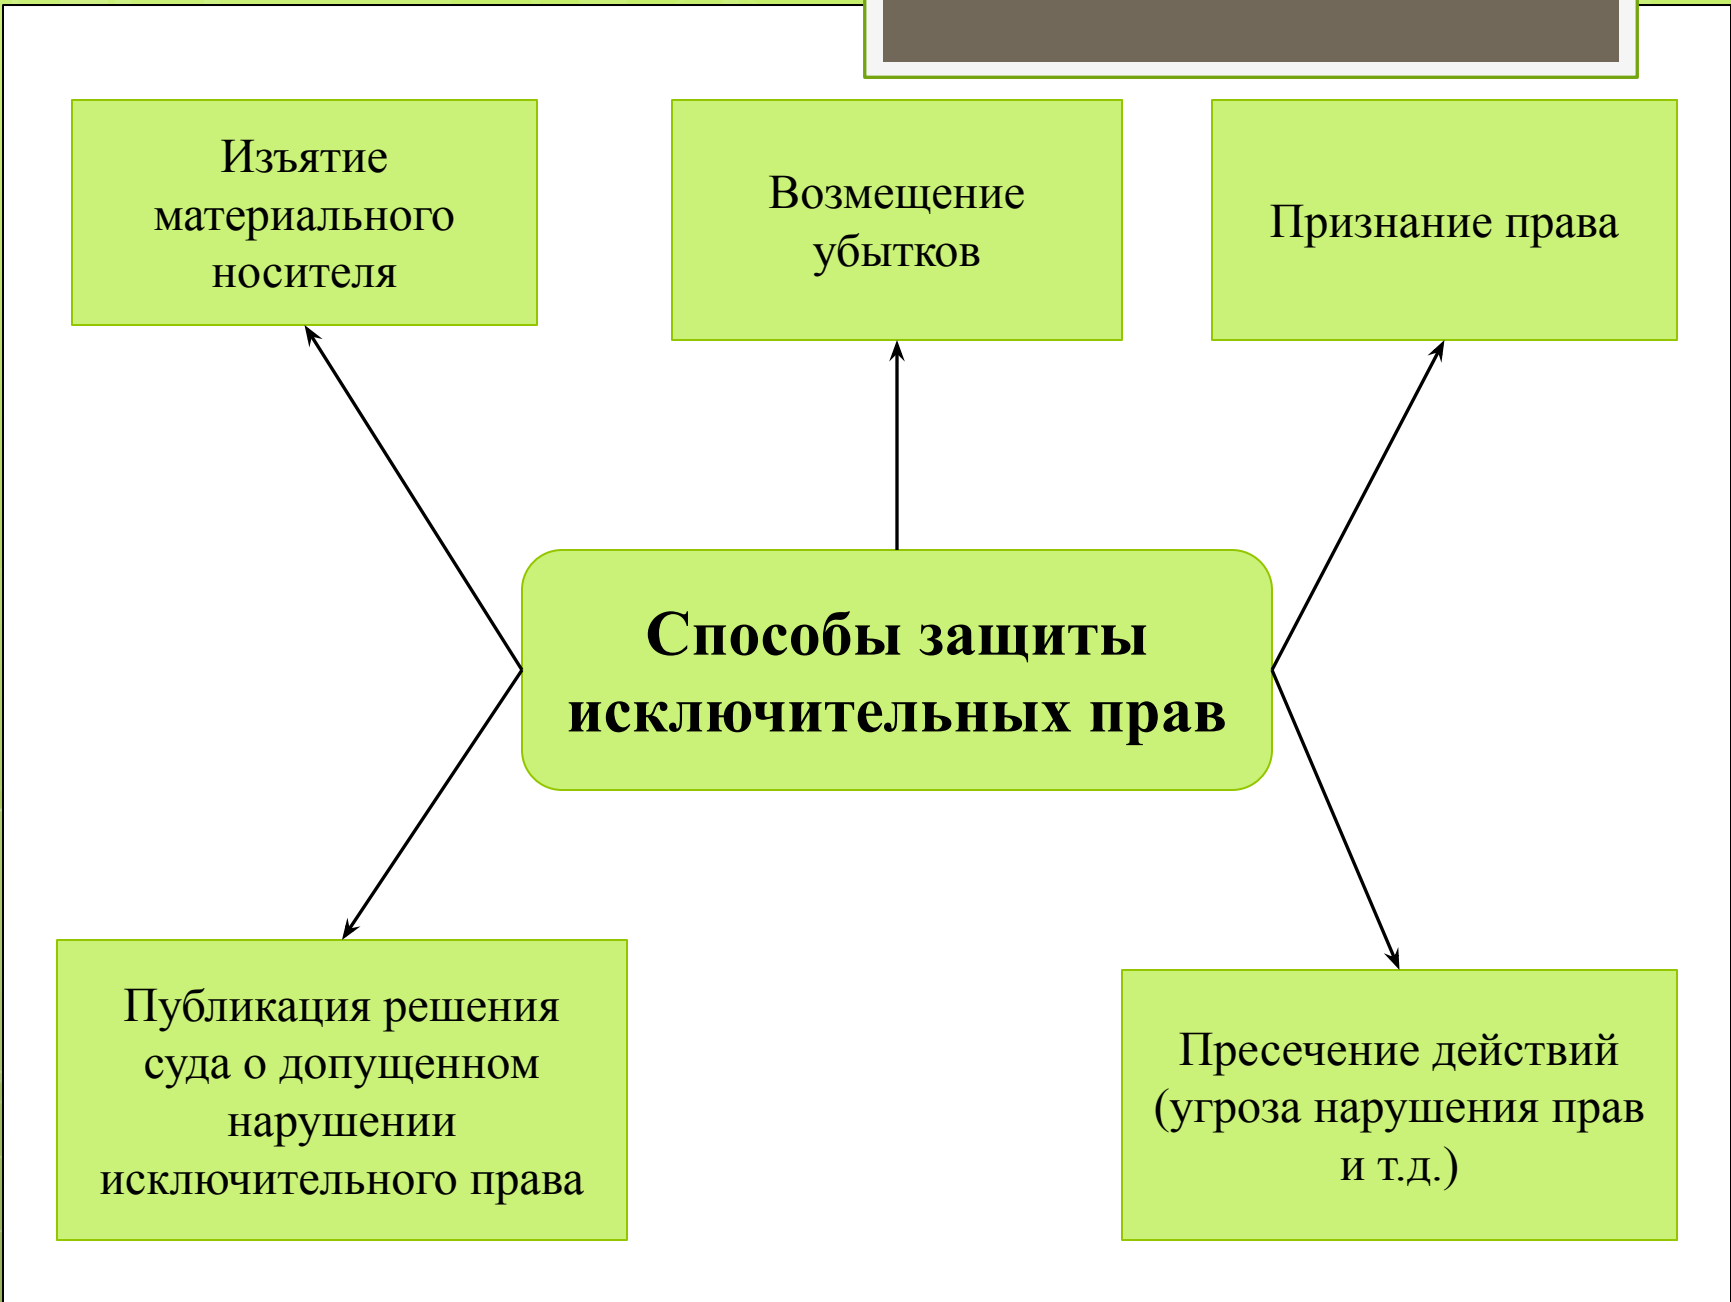 Изъятие
материального
носителя
Возмещение
убытков
Признание права
Способы защиты
исключительных прав
Публикация решения
суда о допущенном
нарушении
исключительного права
Пресечение действий
(угроза нарушения прав
и т.д.)